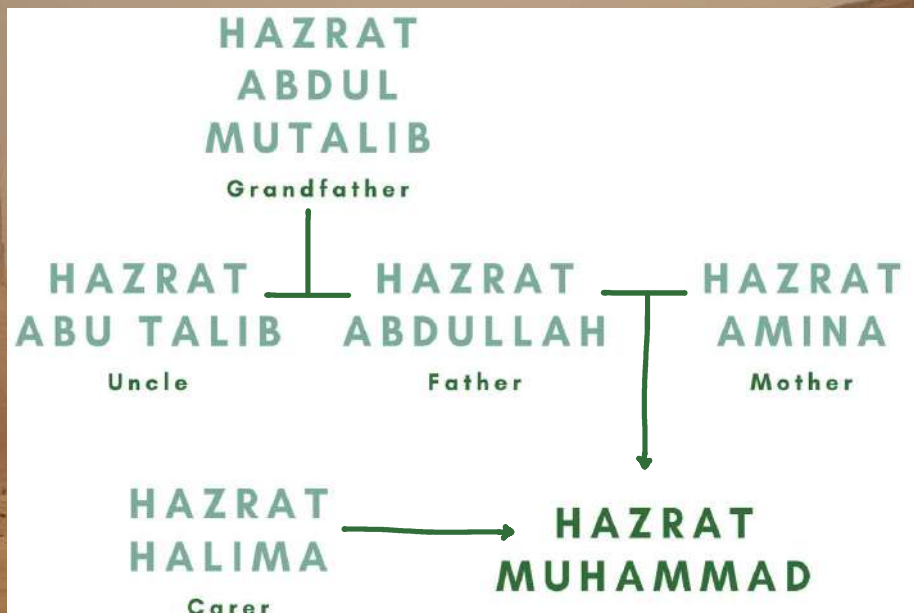 HAZRAT
ABDUL
MUTALIB
Grandfather
HAZRAT
ABU TALIB
Uncle
HAZRAT
ABDULLAH
Father
HAZRAT
AMINA
Mother
HAZRAT
HALIMA
Carer
HAZRAT
MUHAMMAD